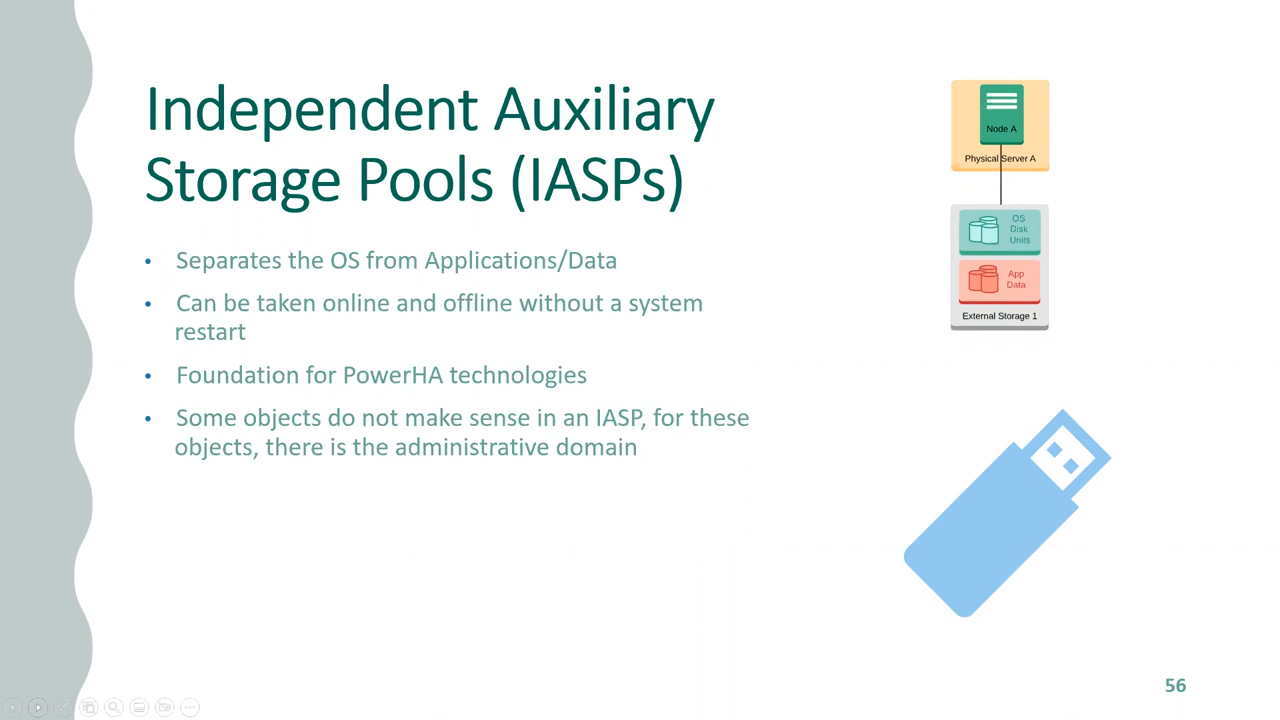 Independent Auxiliary
Storage Pools (IASPs)
• Separates the OS from Applications/Data
• Can be taken online and offline without a system
restart
• Foundation for PowerHA technologies
• Some objects do not make sense in an IASP, for these
objects, there is the administrative domain
Node A
Physical Server A
OS
Disk
Units
App
Data
External Storage 1
56